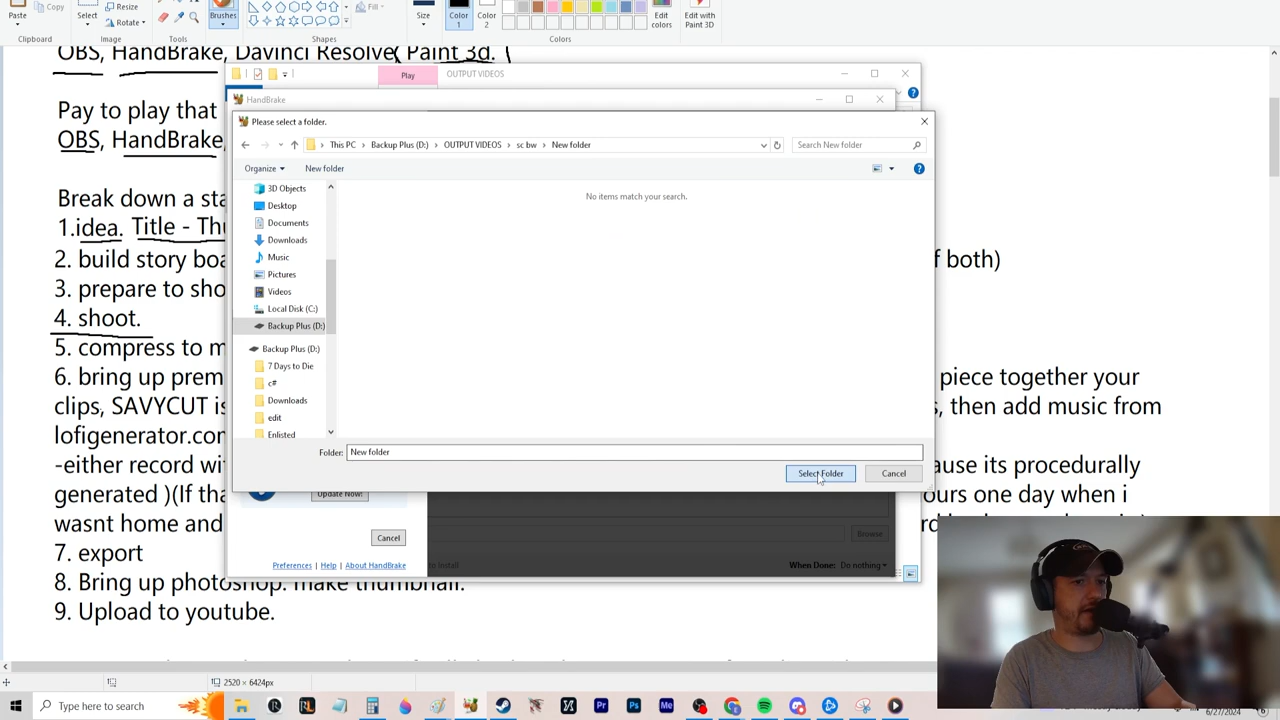 Paste
Copy
Select
Resize
Rotate
Brushes
Fill
Size
Color
1
Color
2
Edit
colors
Edit with
Paint 3D
Clipboard
Image
Tools
Shapes
Colors
OBS, HandBrake, Davinci Resolve( Paint 3d. (
Play
OUTPUT VIDEOS
Pay to play that
HandBrake
OBS, HandBrake,
Please select a folder.
This PC > Backup Plus (D:) > OUTPUT VIDEOS > sc bw > New folder
Search New folder
Organize
New folder
3D Objects
No items match your search.
Break down a sta
Desktop
Documents
1.idea. Title - Thu
Downloads
Music
2. build story boa
f both)
Pictures
3. prepare to sho
Videos
Local Disk (C:)
4. shoot.
Backup Plus (D:)
5. compress to m
Backup Plus (D:)
7 Days to Die
6. bring up prem
piece together your
c#
Downloads
clips, SAVYCUT is
s, then add music from
edit
lofigenerator.com
Enlisted
Folder:
New folder
-either record wi
ause its procedurally
Select Folder
Cancel
generated )(If tha
Update Now!
ours one day when i
wasnt home and
Cancel
Browse
7. export
Preferences | Help | About HandBrake
n Install
When Done: Do nothing
8. Bring up photoshop. make thumbnail.
9. Upload to youtube.
2520 × 6424px
Type here to search
6/27/2024